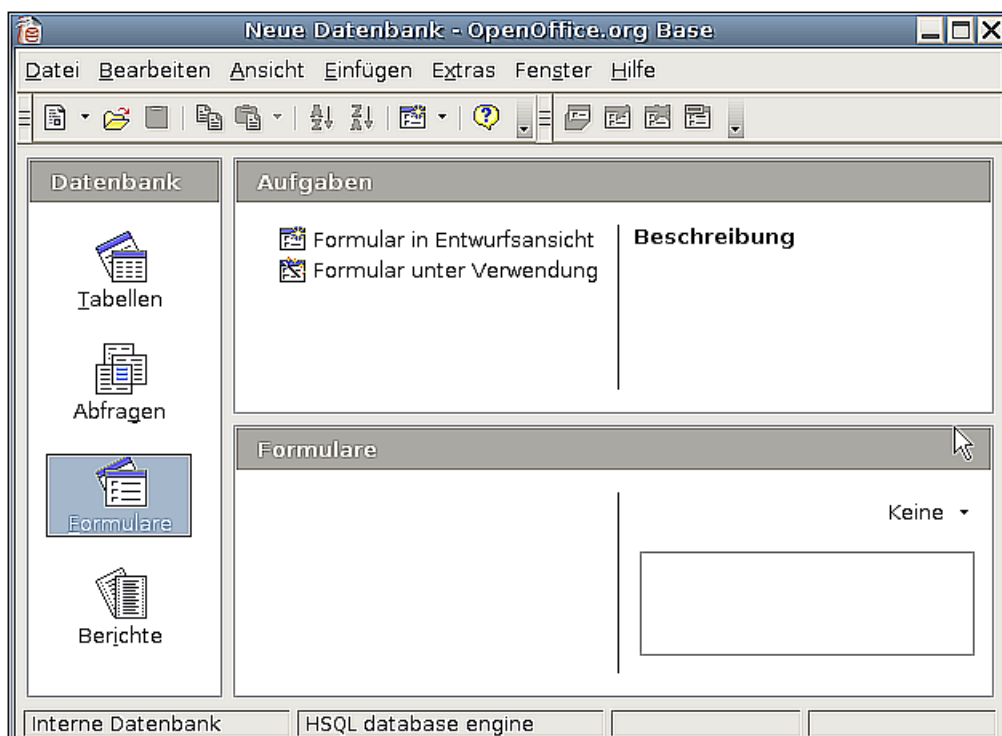 Neue Datenbank - OpenOffice.org Base
Datei Bearbeiten Ansicht Einfügen Extras Fenster Hilfe
Datenbank
Tabellen
Abfragen
Formulare
Berichte
Aufgaben
Formular in Entwurfsansicht
Formular unter Verwendung
Beschreibung
Formulare
Keine
Interne Datenbank
HSQL database engine